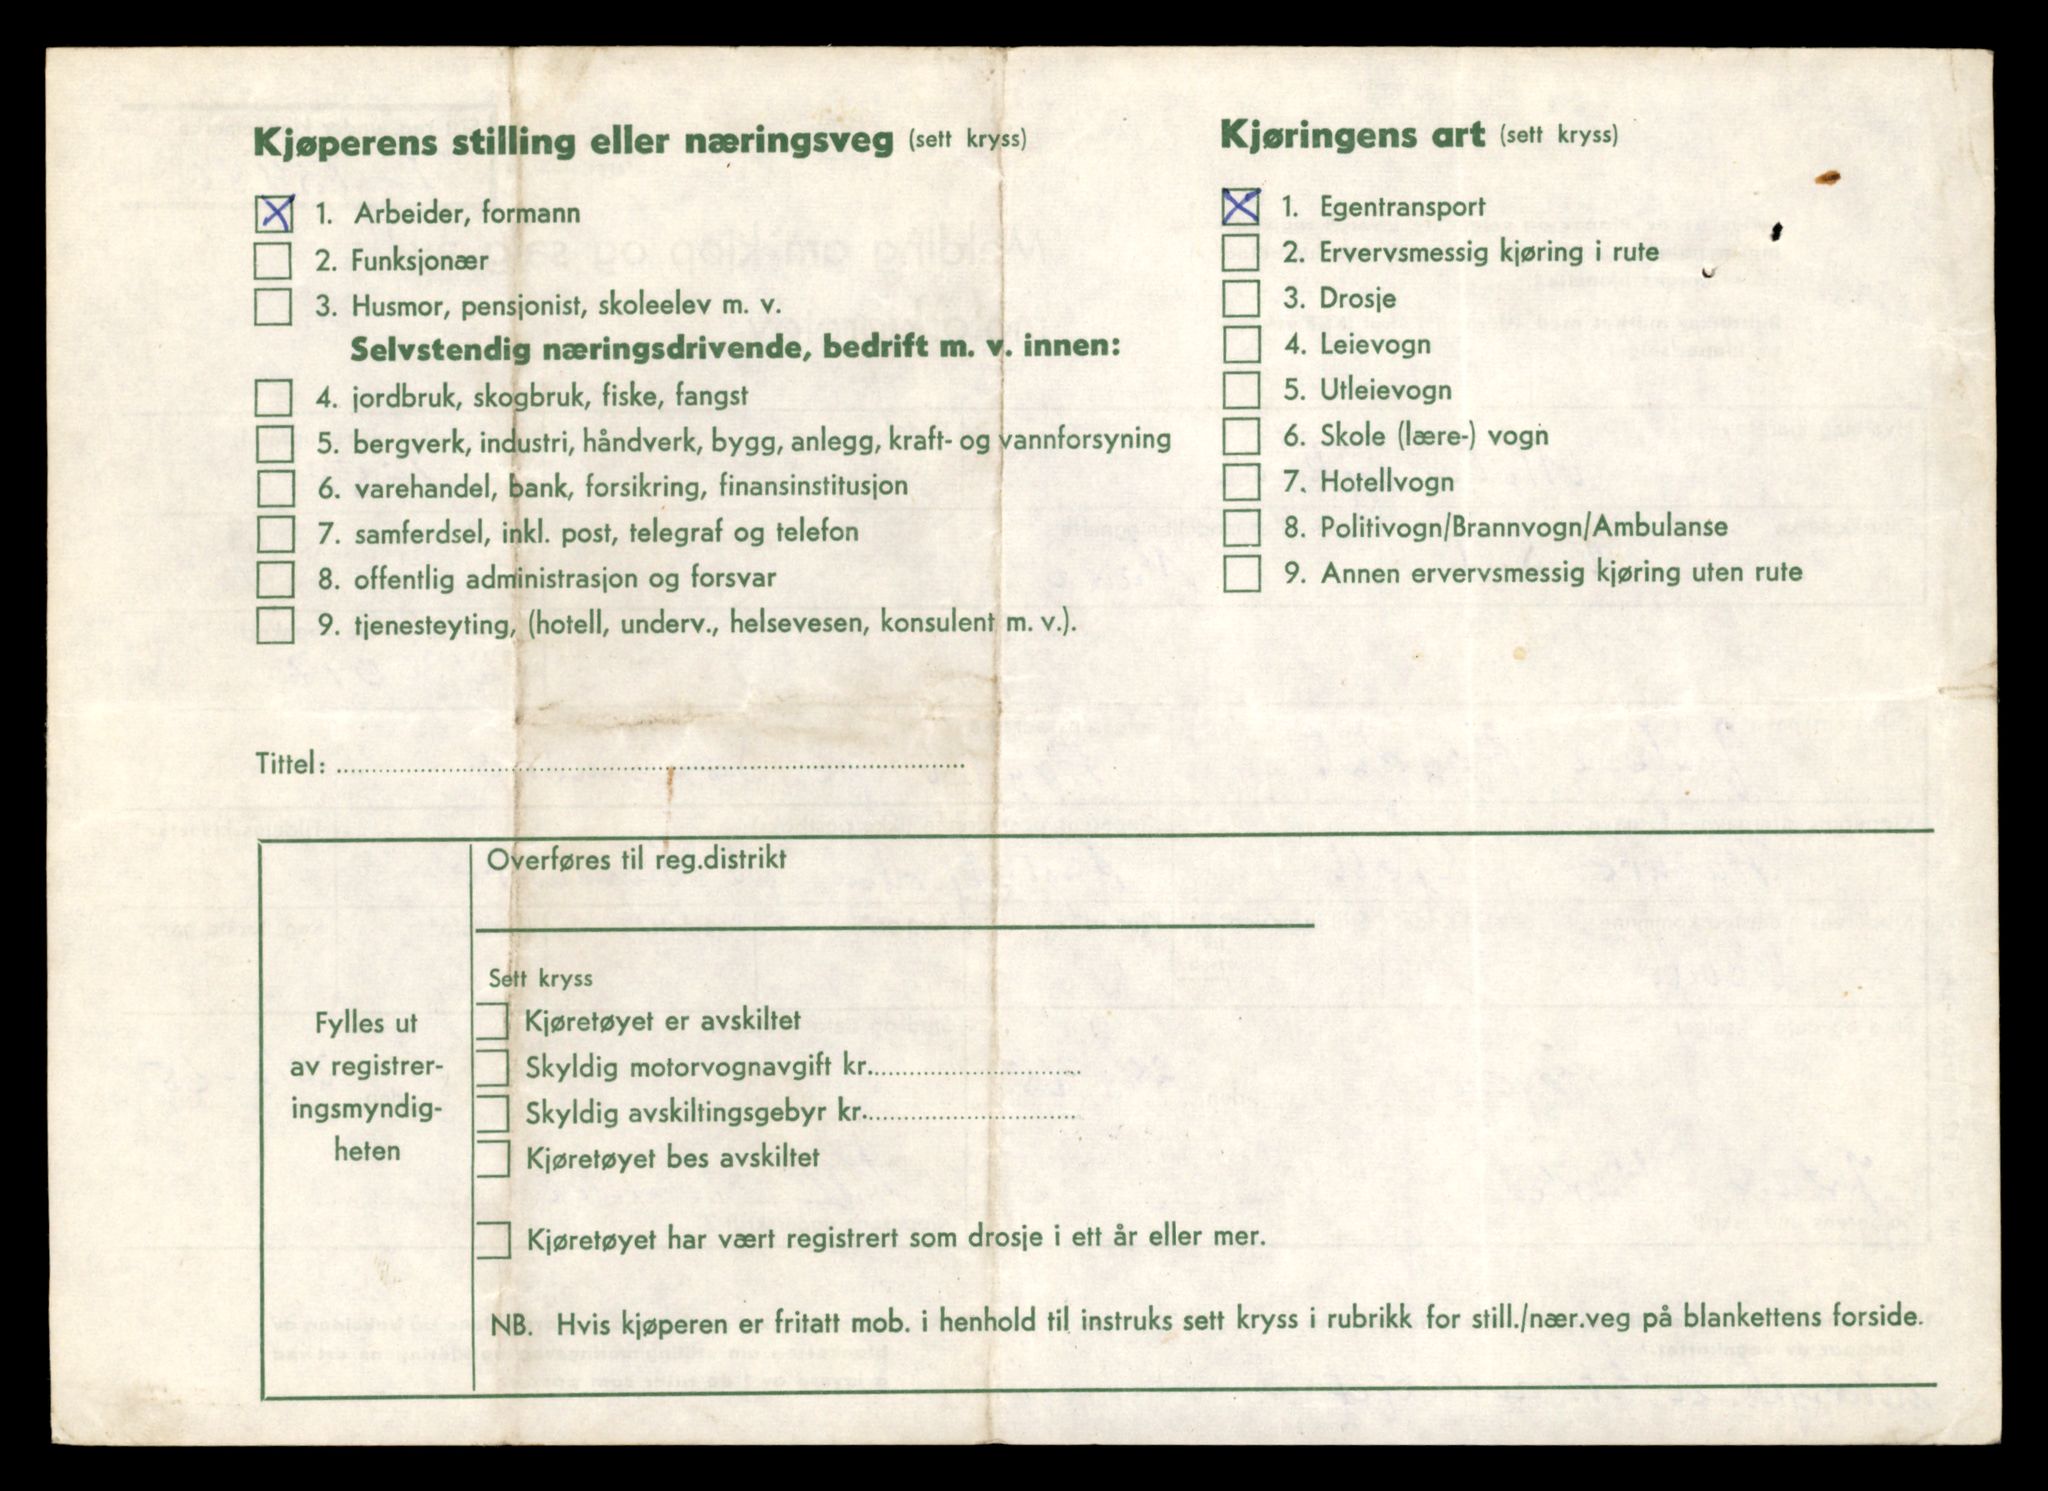 Kjøperens stilling eller næringsveg (sett kryss)
1. Arbeider, formann
2. Funksjonær
3. Husmor, pensjonist, skoleelev m. v.
Selvstendig næringsdrivende, bedrift m. v. innen:
4. jordbruk, skogbruk, fiske, fangst
5. bergverk, industri, håndverk, bygg, anlegg, kraft- og vannforsyning
6. varehandel, bank, forsikring, finansinstitusjon
7. samferdsel, inkl. post, telegraf og telefon
8. offentlig administrasjon og forsvar
9. tjenesteyting, (hotell, underv., helsevesen, konsulent m. v.).
Kjøringens art (sett kryss)
1. Egentransport
2. Ervervsmessig kjøring i rute
3. Drosje
4. Leievogn
5. Utleievogn
6. Skole (lære-) vogn
7. Hotellvogn
8. Politivogn/Brannvogn/Ambulanse
9. Annen ervervsmessig kjøring uten rute
Tittel:
Fylles ut
av registrer-
ingsmyndig-
heten
Overføres til reg.distrikt
Sett kryss
Kjøretøyet er avskiltet
Skyldig motorvognavgift kr.
Skyldig avskiltingsgebyr kr.
Kjøretøyet bes avskiltet
Kjøretøyet har vært registrert som drosje i ett år eller mer.
NB. Hvis kjøperen er fritatt mob. i henhold til instruks sett kryss i rubrikk for still./nær.veg på blankettens forside.